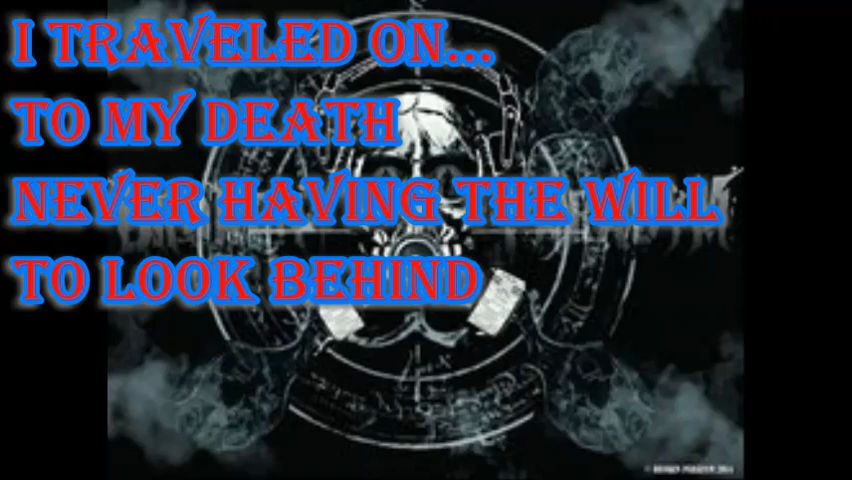 I TRAVELED ON...
TO MY DEATH
NEVER HAVING THE WILL
TO LOOK BEHIND